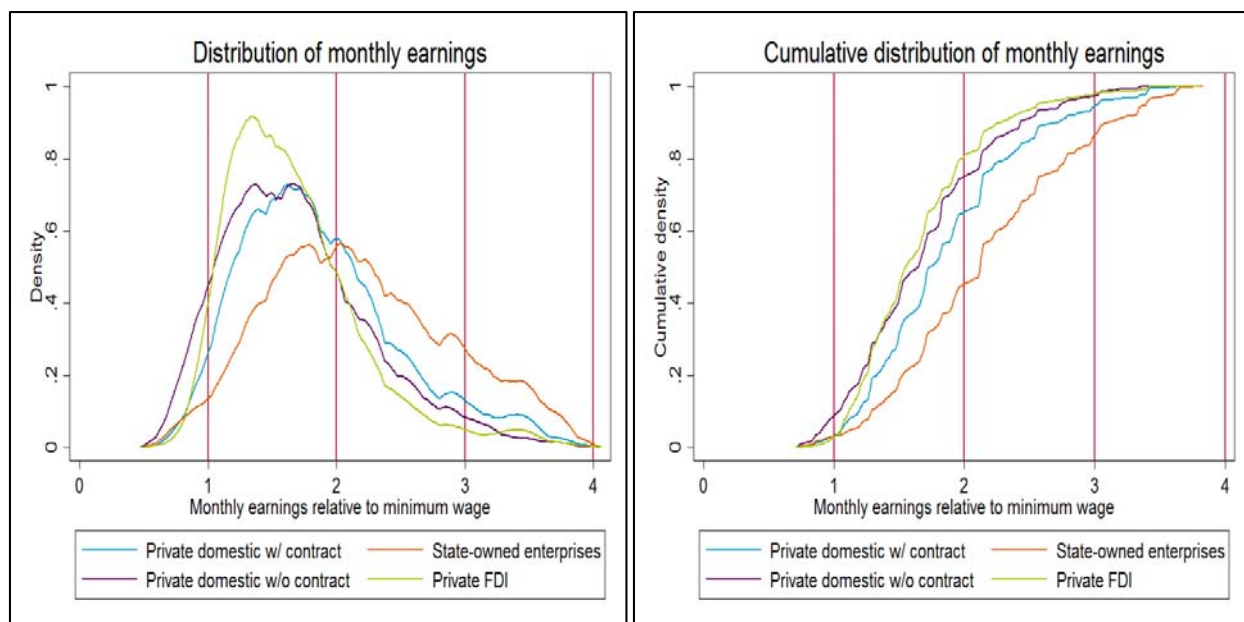 Distribution of monthly earnings
Density
1
.8
.6
.4
.2
0
0 1 2 3 4
Monthly earnings relative to minimum wage
Private domestic w/ contract State-owned enterprises
Private domestic w/o contract Private FDI
Cumulative distribution of monthly earnings
Cumulative density
1
.8
.6
.4
.2
0
0 1 2 3 4
Monthly earnings relative to minimum wage
Private domestic w/ contract State-owned enterprises
Private domestic w/o contract Private FDI